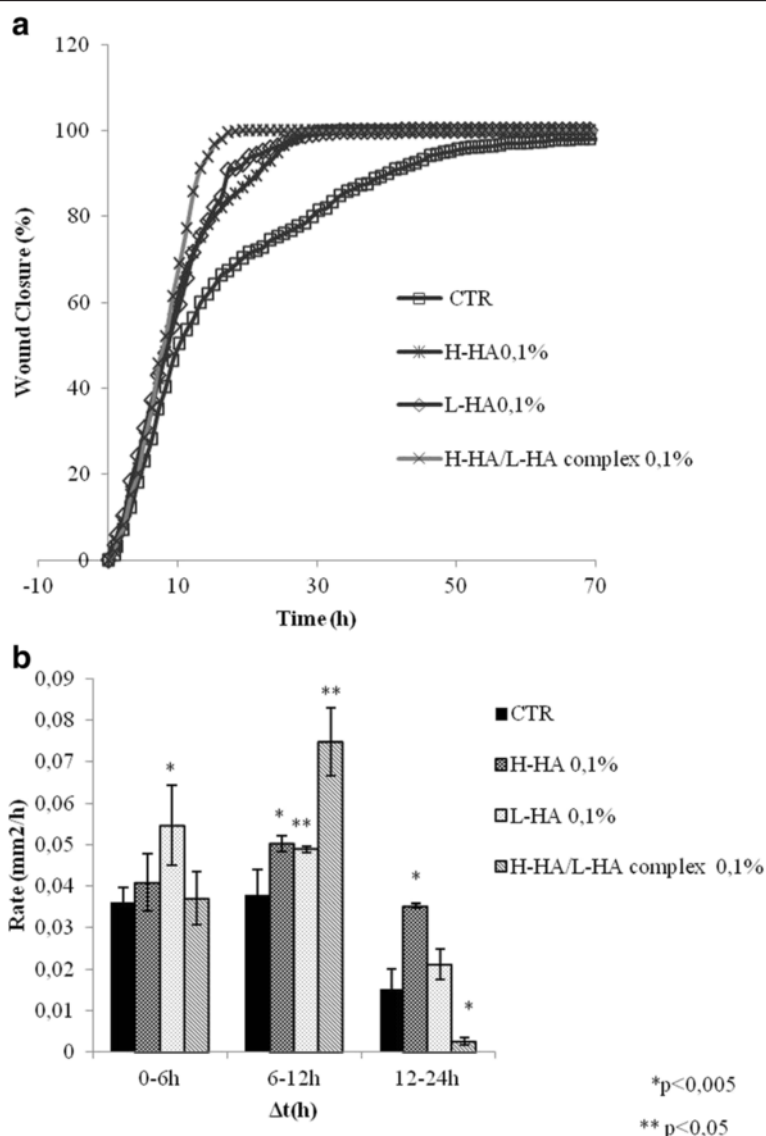 a
120
100
80
60
40
20
0
Wound Closure (%)
-10 10 30 50 70
Time (h)
CTR
H-HA0,1%
L-HA0,1%
H-HA/L-HA complex 0,1%
b
0,09
0,08
0,07
0,06
0,05
0,04
0,03
0,02
0,01
0
Rate (mm2/h)
* * ** ** * *
0-6h 6-12h 12-24h
Δt(h)
CTR
H-HA 0,1%
L-HA 0,1%
H-HA/L-HA complex 0,1%
*p<0,005
** p<0,05